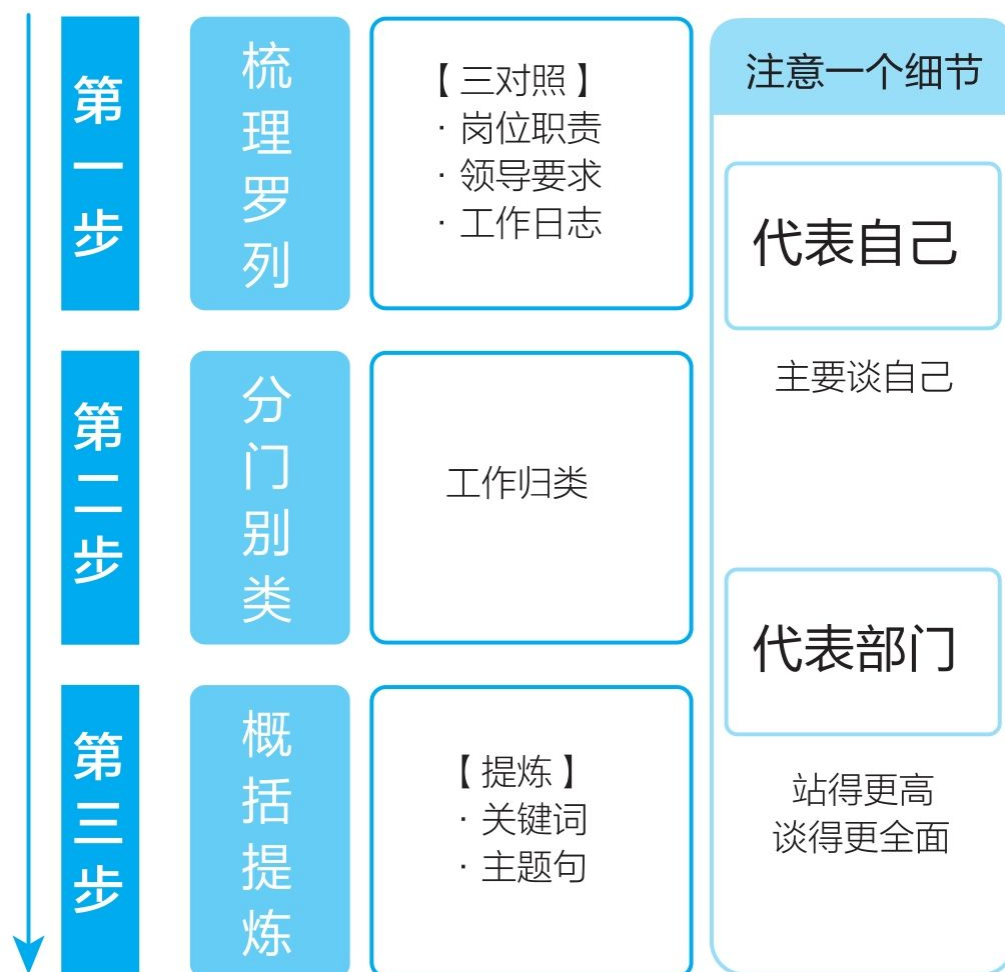 第一步
梳理罗列
【三对照】
· 岗位职责
· 领导要求
· 工作日志
第二步
分门别类
工作归类
第三步
概括提炼
【提炼】
· 关键词
· 主题句
注意一个细节
代表自己
主要谈自己
代表部门
站得更高
谈得更全面